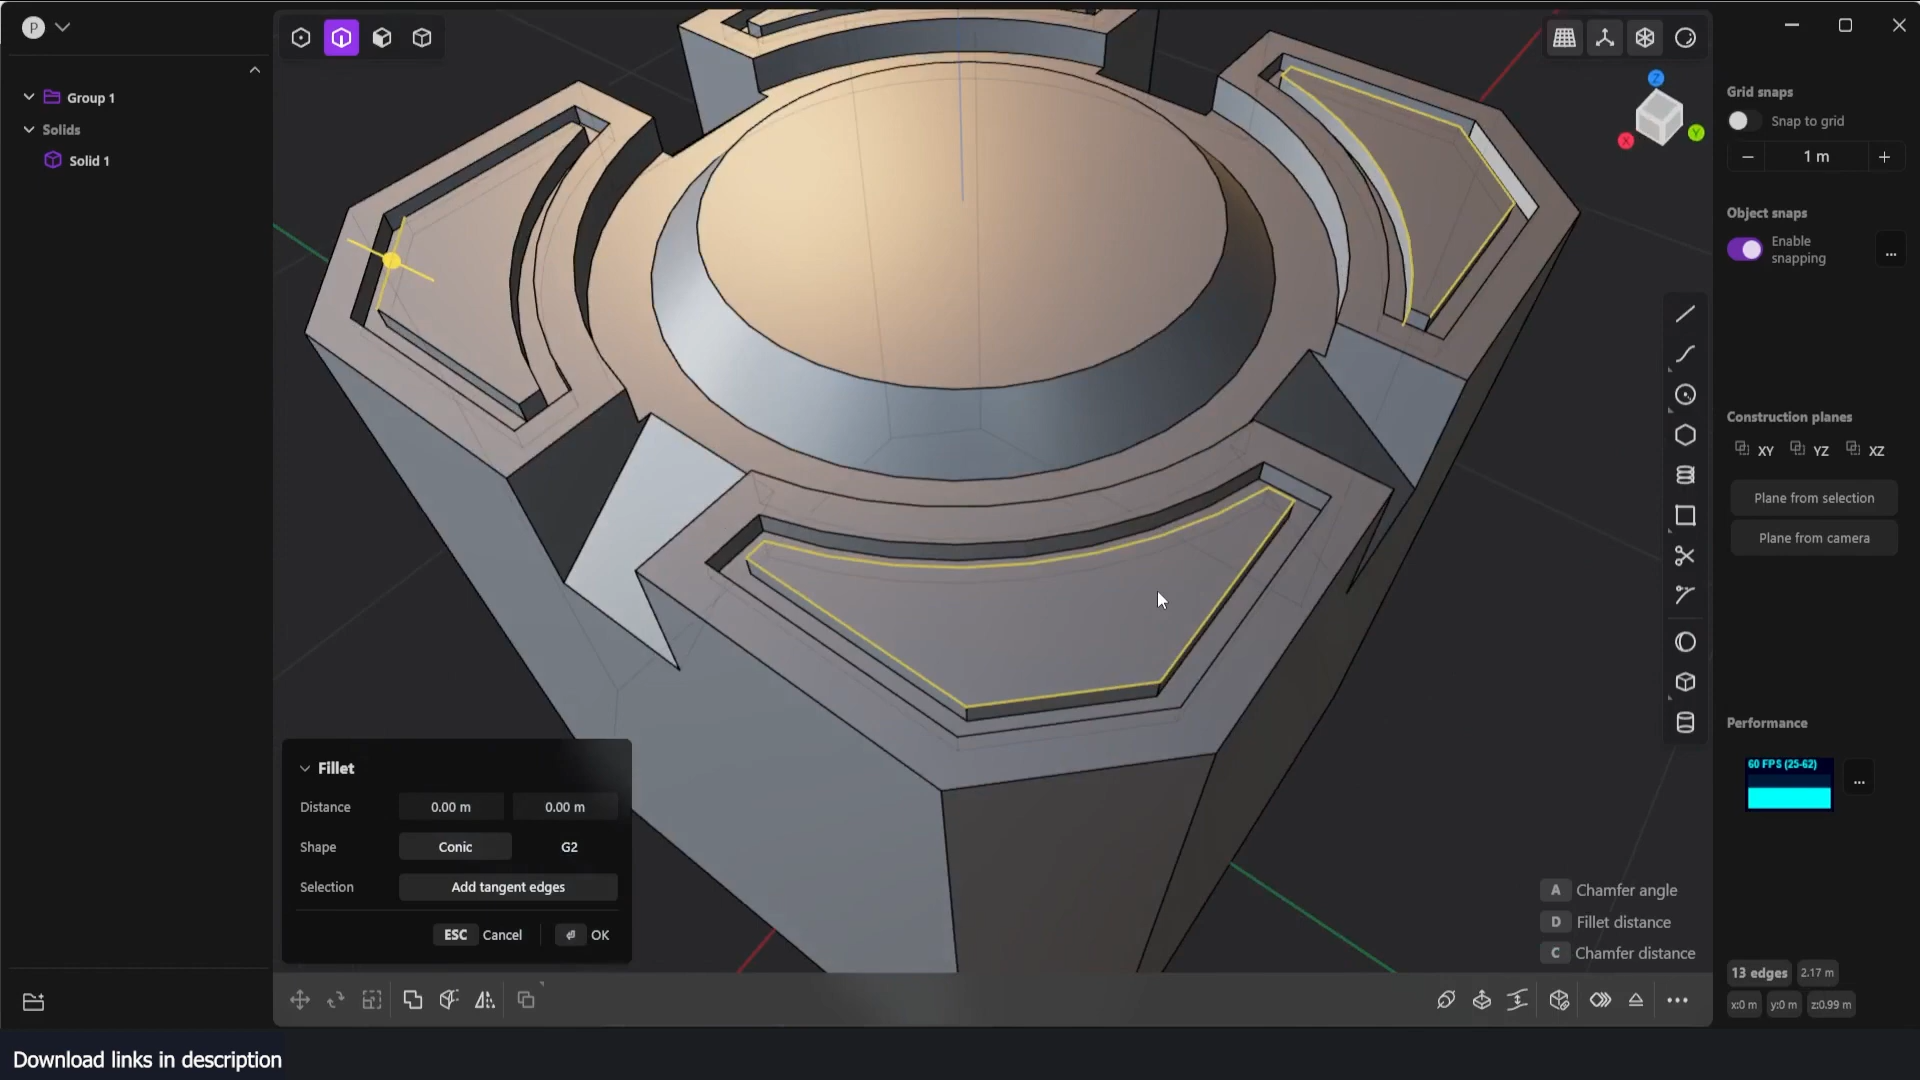 P
Group 1
Solids
Solid 1
Z
X
Y
Grid snaps
Snap to grid
1 m
Object snaps
Enable snapping
...
Construction planes
XY YZ XZ
Plane from selection
Plane from camera
Performance
60 FPS (25-62)
...
Fillet
Distance 0.00 m 0.00 m
Shape Conic G2
Selection Add tangent edges
ESC Cancel OK
A Chamfer angle
D Fillet distance
C Chamfer distance
13 edges 2.17 m
x:0 m y:0 m z:0.99 m
Download links in description